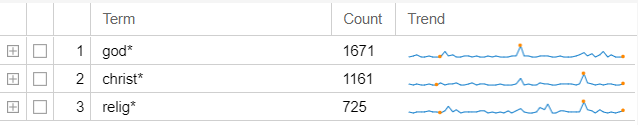 Term Count Trend
1 god* 1671
2 christ* 1161
3 relig* 725